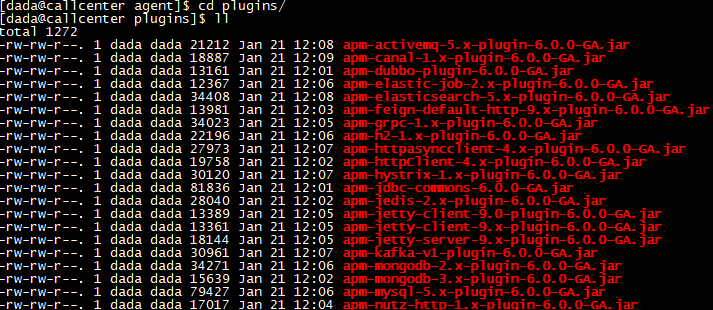 [dada@callcenter agent]$ cd plugins/
[dada@callcenter plugins]$ ll
total 1272
-rw-rw-r--. 1 dada dada 21212 Jan 21 12:08 apm-activemq-5.x-plugin-6.0.0-GA.jar
-rw-rw-r--. 1 dada dada 18887 Jan 21 12:09 apm-canal-1.x-plugin-6.0.0-GA.jar
-rw-rw-r--. 1 dada dada 13161 Jan 21 12:01 apm-dubbo-plugin-6.0.0-GA.jar
-rw-rw-r--. 1 dada dada 12367 Jan 21 12:06 apm-elastic-job-2.x-plugin-6.0.0-GA.jar
-rw-rw-r--. 1 dada dada 34408 Jan 21 12:08 apm-elasticsearch-5.x-plugin-6.0.0-GA.jar
-rw-rw-r--. 1 dada dada 13981 Jan 21 12:03 apm-feign-default-http-9.x-plugin-6.0.0-GA.jar
-rw-rw-r--. 1 dada dada 34023 Jan 21 12:05 apm-grpc-1.x-plugin-6.0.0-GA.jar
-rw-rw-r--. 1 dada dada 22196 Jan 21 12:06 apm-h2-1.x-plugin-6.0.0-GA.jar
-rw-rw-r--. 1 dada dada 27973 Jan 21 12:07 apm-httpasyncclient-4.x-plugin-6.0.0-GA.jar
-rw-rw-r--. 1 dada dada 19758 Jan 21 12:02 apm-httpClient-4.x-plugin-6.0.0-GA.jar
-rw-rw-r--. 1 dada dada 30120 Jan 21 12:07 apm-hystrix-1.x-plugin-6.0.0-GA.jar
-rw-rw-r--. 1 dada dada 81836 Jan 21 12:01 apm-jdbc-commons-6.0.0-GA.jar
-rw-rw-r--. 1 dada dada 28040 Jan 21 12:02 apm-jedis-2.x-plugin-6.0.0-GA.jar
-rw-rw-r--. 1 dada dada 13389 Jan 21 12:05 apm-jetty-client-9.0-plugin-6.0.0-GA.jar
-rw-rw-r--. 1 dada dada 13361 Jan 21 12:05 apm-jetty-client-9.x-plugin-6.0.0-GA.jar
-rw-rw-r--. 1 dada dada 18144 Jan 21 12:05 apm-jetty-server-9.x-plugin-6.0.0-GA.jar
-rw-rw-r--. 1 dada dada 30961 Jan 21 12:07 apm-kafka-v1-plugin-6.0.0-GA.jar
-rw-rw-r--. 1 dada dada 34271 Jan 21 12:06 apm-mongodb-2.x-plugin-6.0.0-GA.jar
-rw-rw-r--. 1 dada dada 15639 Jan 21 12:02 apm-mongodb-3.x-plugin-6.0.0-GA.jar
-rw-rw-r--. 1 dada dada 79427 Jan 21 12:06 apm-mysql-5.x-plugin-6.0.0-GA.jar
-rw-rw-r--. 1 dada dada 17017 Jan 21 12:04 apm-nutz-http-1.x-plugin-6.0.0-GA.jar